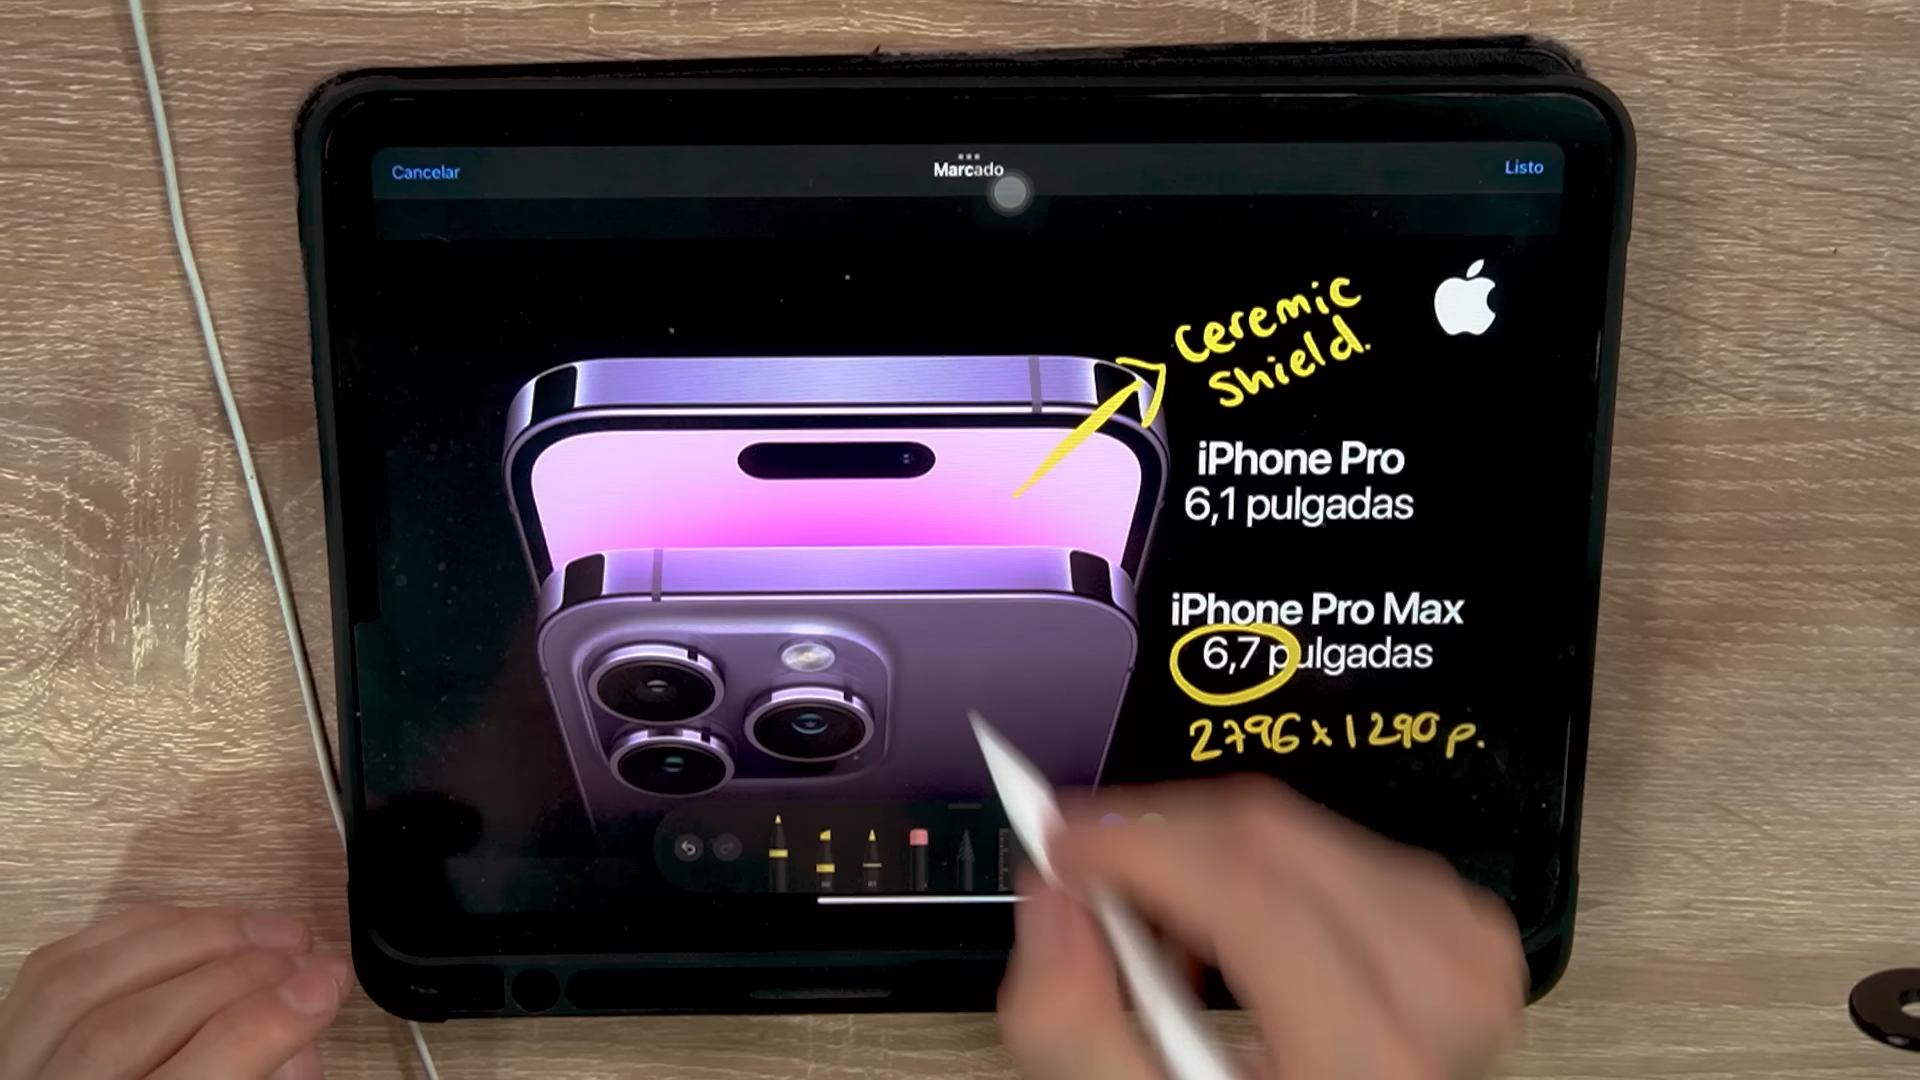 Cancelar
Marcado
Listo
Ceremic
Shield.
iPhone Pro
6,1 pulgadas
iPhone Pro Max
6,7 pulgadas
2796 x 1290 p.